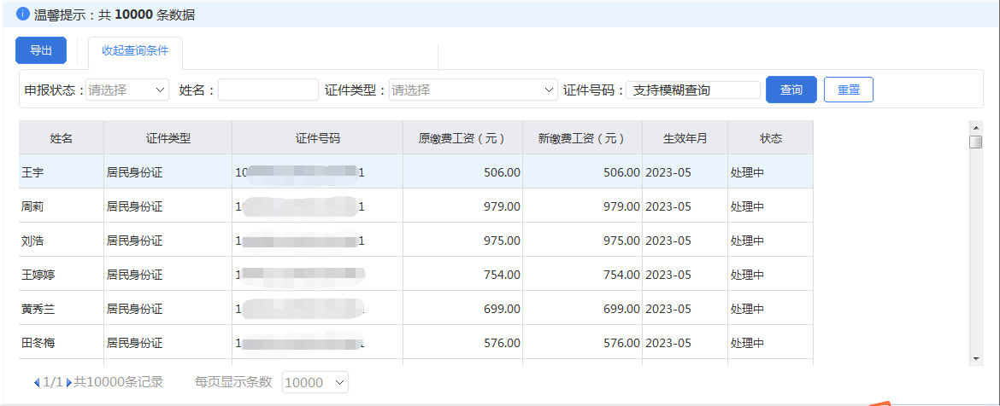 温馨提示：共 10000 条数据
导出 收起查询条件
申报状态： 请选择 姓名： 证件类型： 请选择 证件号码： 支持模糊查询 查询 重置
姓名 证件类型 证件号码 原缴费工资（元） 新缴费工资（元） 生效年月 状态
王宇 居民身份证 10 1 506.00 506.00 2023-05 处理中
周莉 居民身份证 1 1 979.00 979.00 2023-05 处理中
刘浩 居民身份证 1 1 975.00 975.00 2023-05 处理中
王婷婷 居民身份证 1 754.00 754.00 2023-05 处理中
黄秀兰 居民身份证 1 699.00 699.00 2023-05 处理中
田冬梅 居民身份证 1 1 576.00 576.00 2023-05 处理中
1/1 共10000条记录 每页显示条数 10000